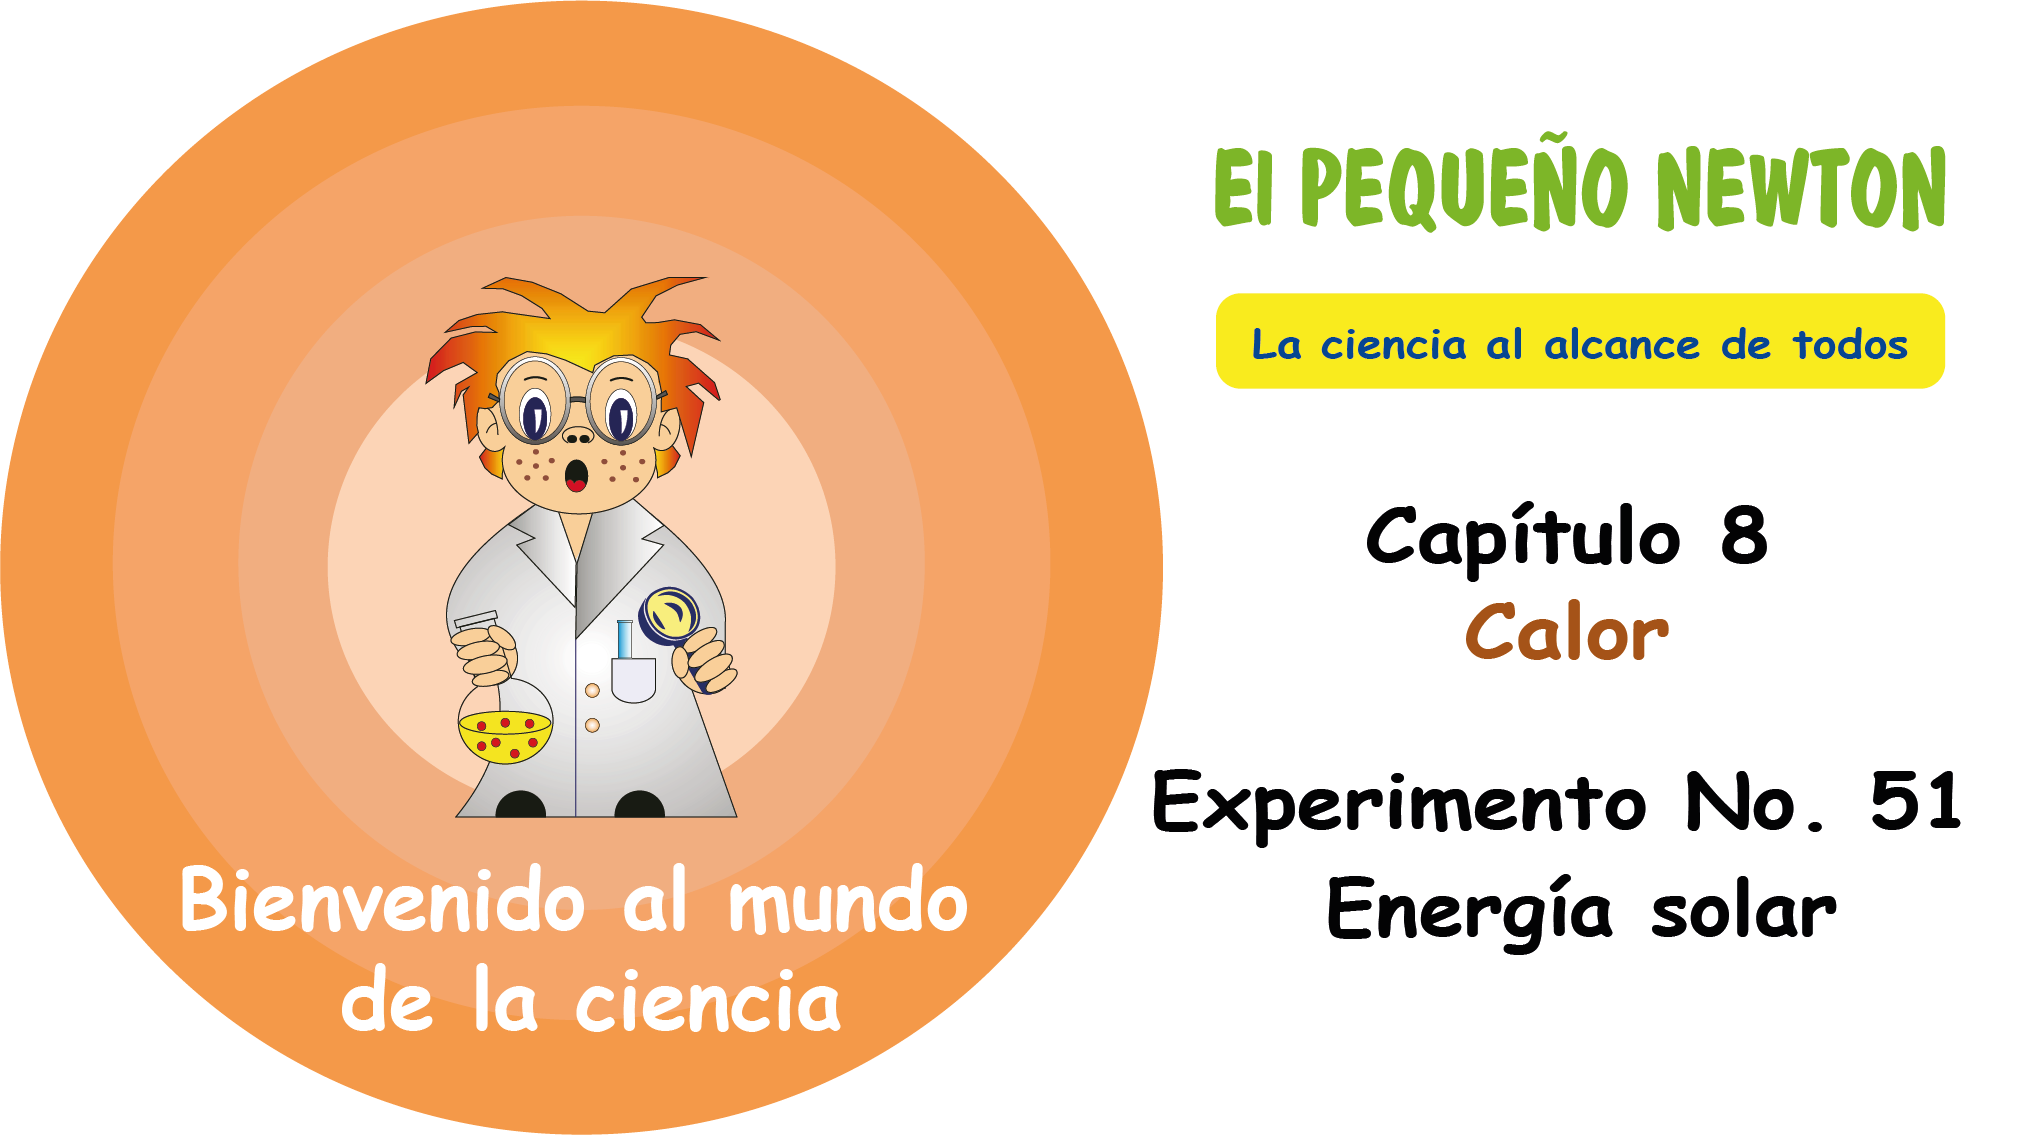 El PEQUEÑO NEWTON
La ciencia al alcance de todos
Capítulo 8
Calor
Experimento No. 51
Energía solar
Bienvenido al mundo
de la ciencia